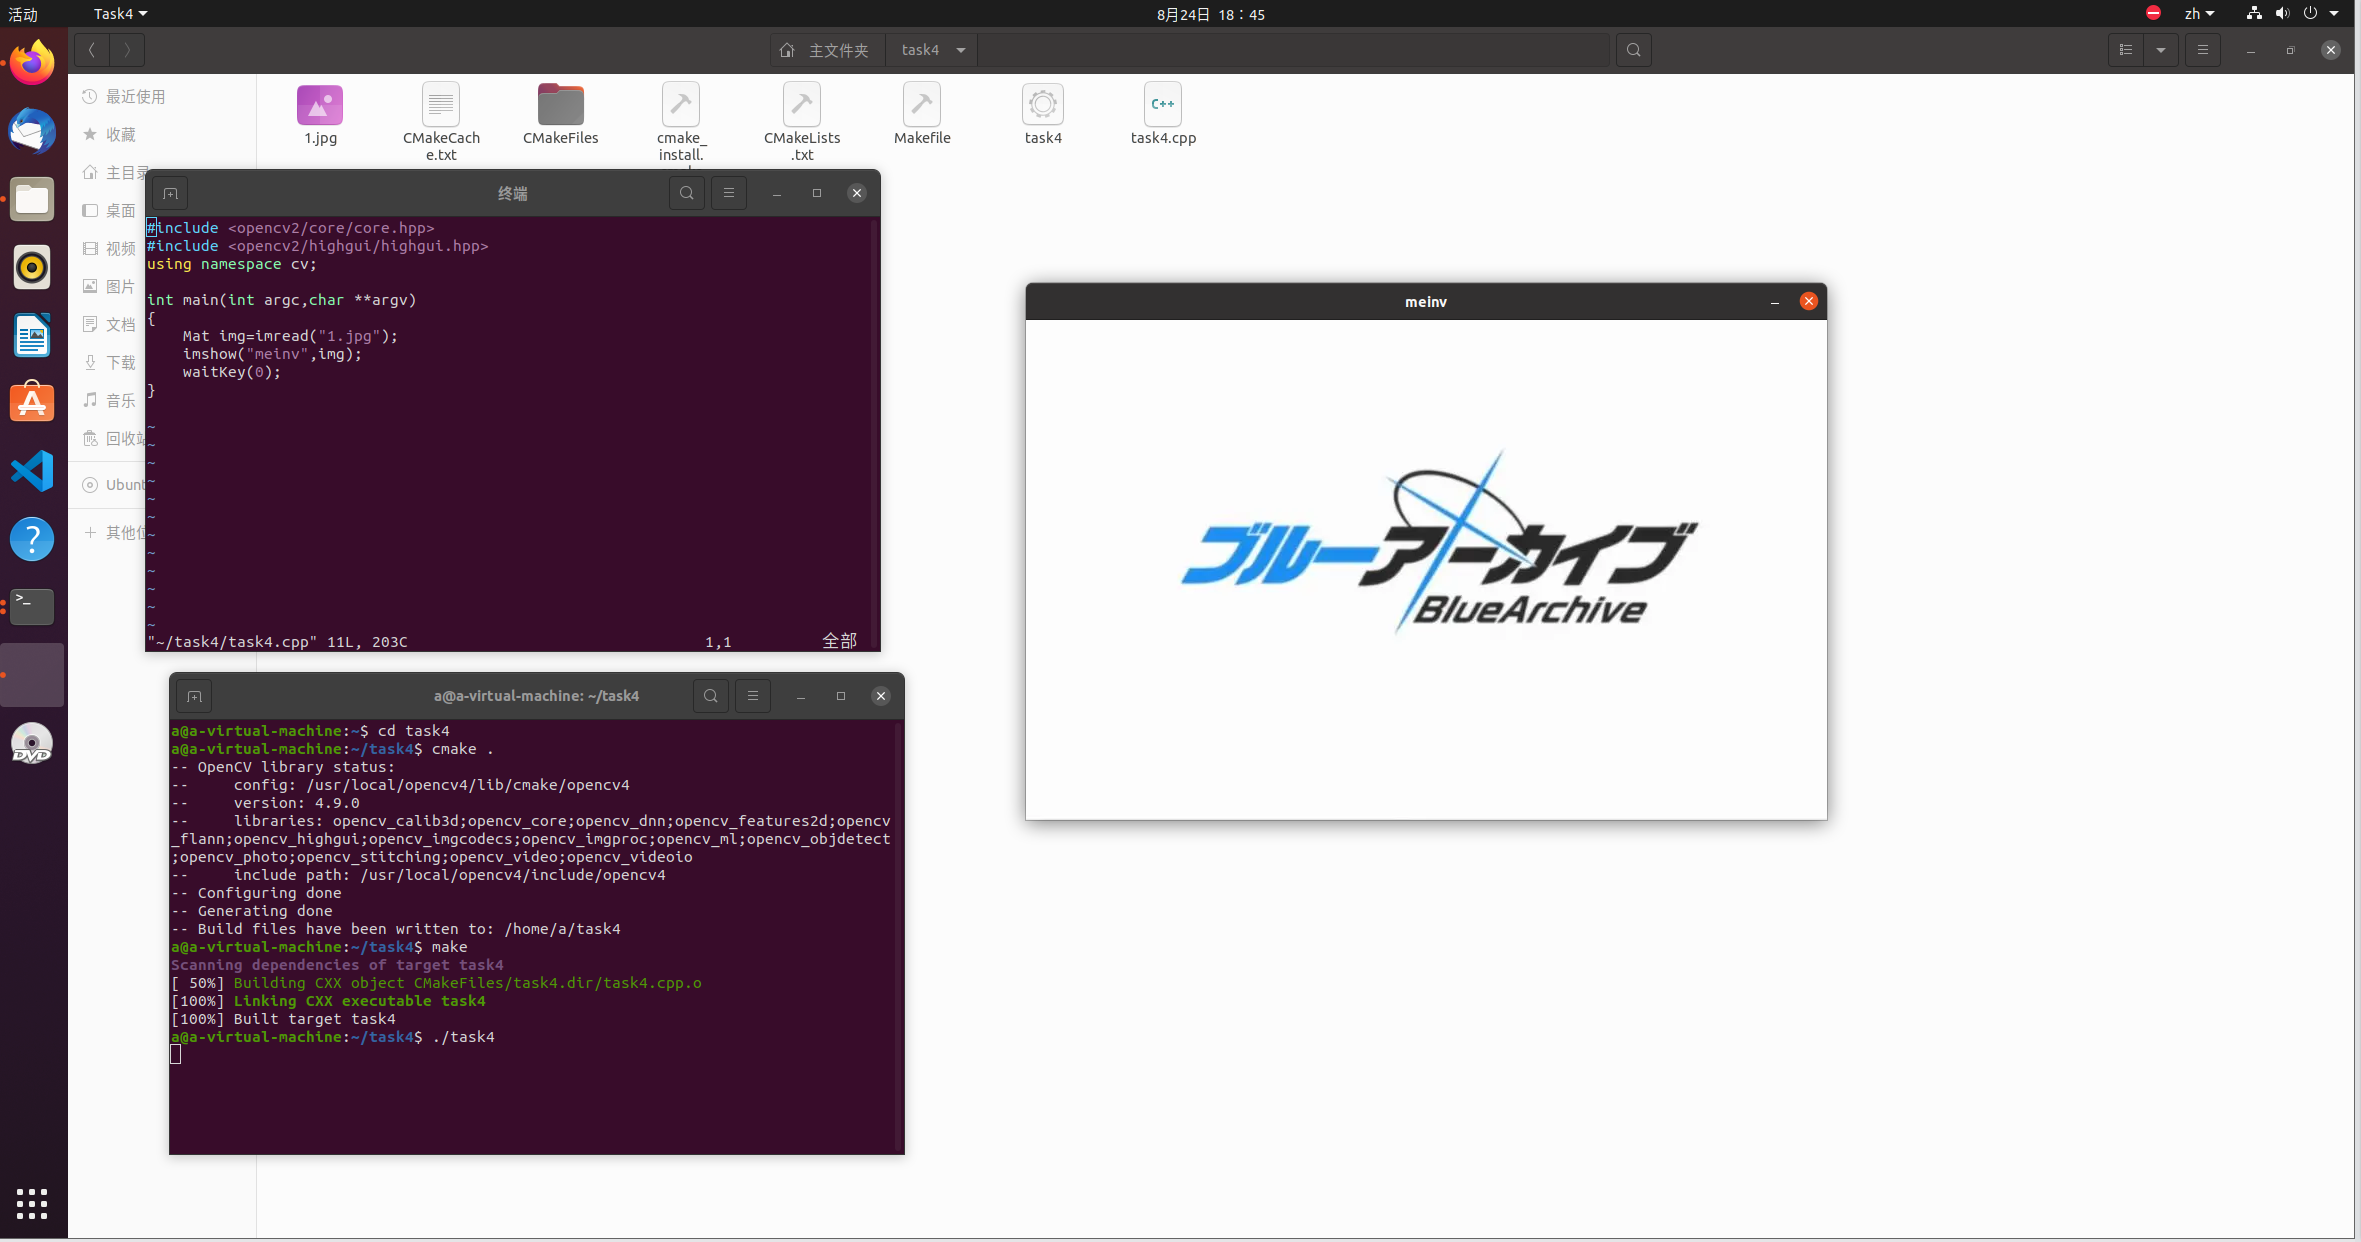 活动
Task4
8月24日 18：45
zh
主文件夹
task4
最近使用
收藏
主目录
桌面
视频
图片
文档
下载
音乐
回收站
Ubunt
其他位
1.jpg
CMakeCach
e.txt
CMakeFiles
cmake_
install.
CMakeLists
.txt
Makefile
task4
C++
task4.cpp
终端
#include <opencv2/core/core.hpp>
#include <opencv2/highgui/highgui.hpp>
using namespace cv;
int main(int argc,char **argv)
{
    Mat img=imread("1.jpg");
    imshow("meinv",img);
    waitKey(0);
}
~
~
~
~
~
~
~
~
~
~
~
~
"~/task4/task4.cpp" 11L, 203C 1,1 全部
a@a-virtual-machine: ~/task4
a@a-virtual-machine:~$ cd task4
a@a-virtual-machine:~/task4$ cmake .
-- OpenCV library status:
--     config: /usr/local/opencv4/lib/cmake/opencv4
--     version: 4.9.0
--     libraries: opencv_calib3d;opencv_core;opencv_dnn;opencv_features2d;opencv
_flann;opencv_highgui;opencv_imgcodecs;opencv_imgproc;opencv_ml;opencv_objdetect
;opencv_photo;opencv_stitching;opencv_video;opencv_videoio
--     include path: /usr/local/opencv4/include/opencv4
-- Configuring done
-- Generating done
-- Build files have been written to: /home/a/task4
a@a-virtual-machine:~/task4$ make
Scanning dependencies of target task4
[ 50%] Building CXX object CMakeFiles/task4.dir/task4.cpp.o
[100%] Linking CXX executable task4
[100%] Built target task4
a@a-virtual-machine:~/task4$ ./task4
meinv
ブルーアーカイブ
BlueArchive
DVD